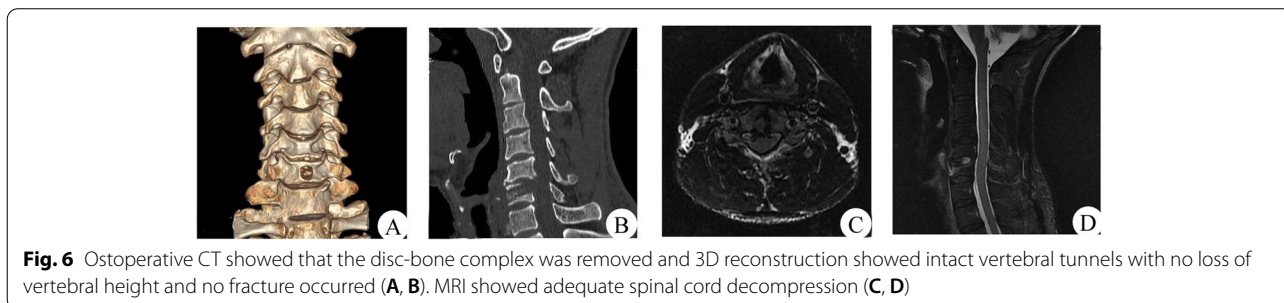 A
B
C
D
Fig. 6 Ostoperative CT showed that the disc-bone complex was removed and 3D reconstruction showed intact vertebral tunnels with no loss of
vertebral height and no fracture occurred (A, B). MRI showed adequate spinal cord decompression (C, D)